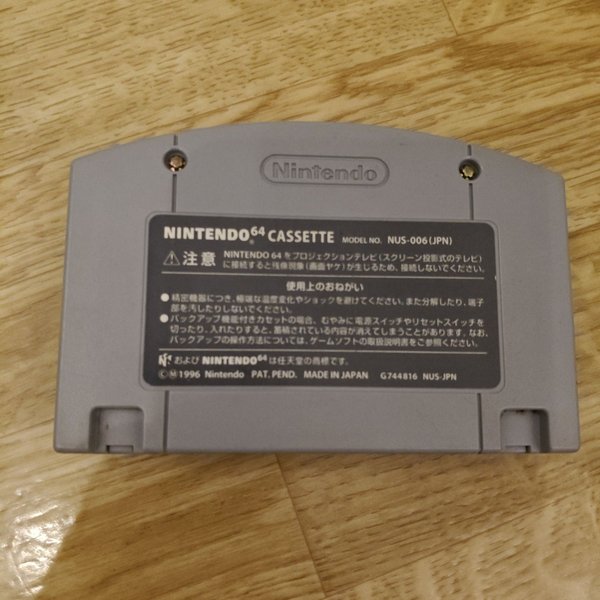 Nintendo
NINTENDO64® CASSETTE MODEL NO. NUS-006(JPN)
⚠注意 NINTENDO 64をプロジェクションテレビ(スクリーン投影式のテレビ)
に接続すると残像現象(画面ヤケ)が生じるため、接続しないでください。
使用上のおねがい
●精密機器につき、極端な温度変化やショックを避けてください。また分解したり、端子
部を汚したりしないでください。
●バックアップ機能付きカセットの場合、むやみに電源スイッチやリセットスイッチを
切ったり、入れたりすると、蓄積されている内容が消えてしまうことがあります。なお、
バックアップの操作方法については、ゲームソフトの取扱説明書をご参照ください。
および NINTENDO64 は任天堂の商標です。
©Ⓜ1996 Nintendo PAT. PEND. MADE IN JAPAN G744816 NUS-JPN